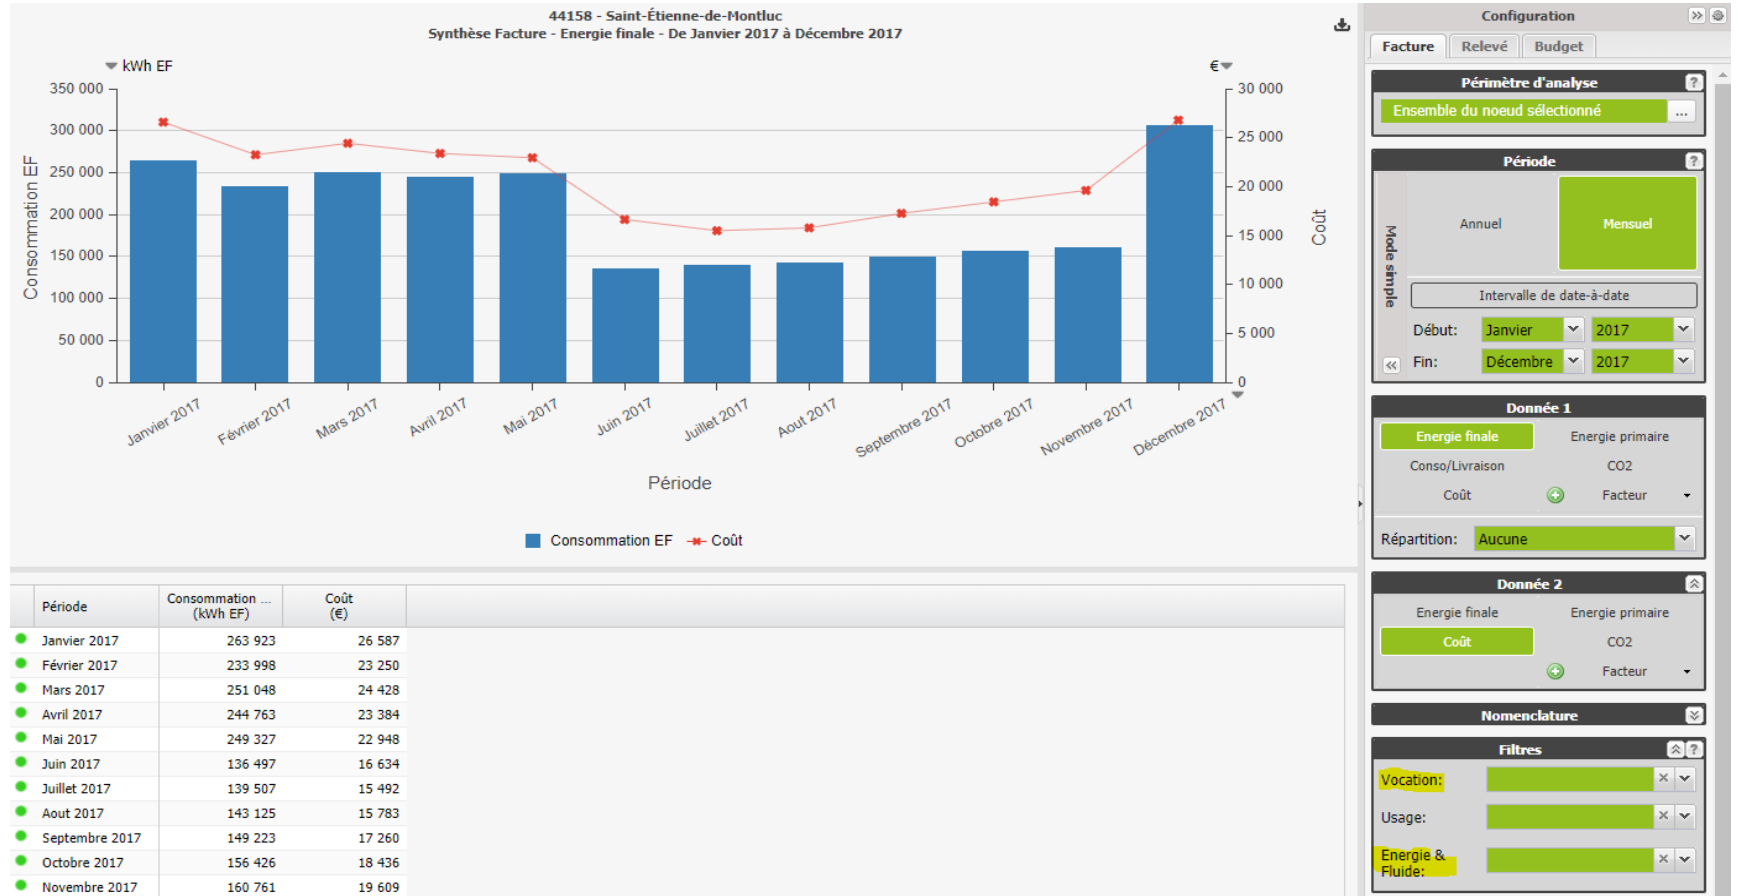 44158 - Saint-Étienne-de-Montluc
Synthèse Facture - Energie finale - De Janvier 2017 à Décembre 2017
kWh EF
€
350 000
300 000
250 000
200 000
150 000
100 000
50 000
0
Consommation EF
30 000
25 000
20 000
15 000
10 000
5 000
0
Coût
Janvier 2017
Février 2017
Mars 2017
Avril 2017
Mai 2017
Juin 2017
Juillet 2017
Aout 2017
Septembre 2017
Octobre 2017
Novembre 2017
Décembre 2017
Période
Consommation EF Coût
Période Consommation ... (kWh EF) Coût (€)
Janvier 2017 263 923 26 587
Février 2017 233 998 23 250
Mars 2017 251 048 24 428
Avril 2017 244 763 23 384
Mai 2017 249 327 22 948
Juin 2017 136 497 16 634
Juillet 2017 139 507 15 492
Aout 2017 143 125 15 783
Septembre 2017 149 223 17 260
Octobre 2017 156 426 18 436
Novembre 2017 160 761 19 609
Configuration
Facture Relevé Budget
Périmètre d'analyse ?
Ensemble du noeud sélectionné ...
Période ?
Mode simple
Annuel Mensuel
Intervalle de date-à-date
Début: Janvier 2017
Fin: Décembre 2017
Donnée 1
Energie finale Energie primaire
Conso/Livraison CO2
Coût Facteur
Répartition: Aucune
Donnée 2
Energie finale Energie primaire
Coût CO2
Facteur
Nomenclature
Filtres ?
Vocation:
Usage:
Energie &
Fluide: